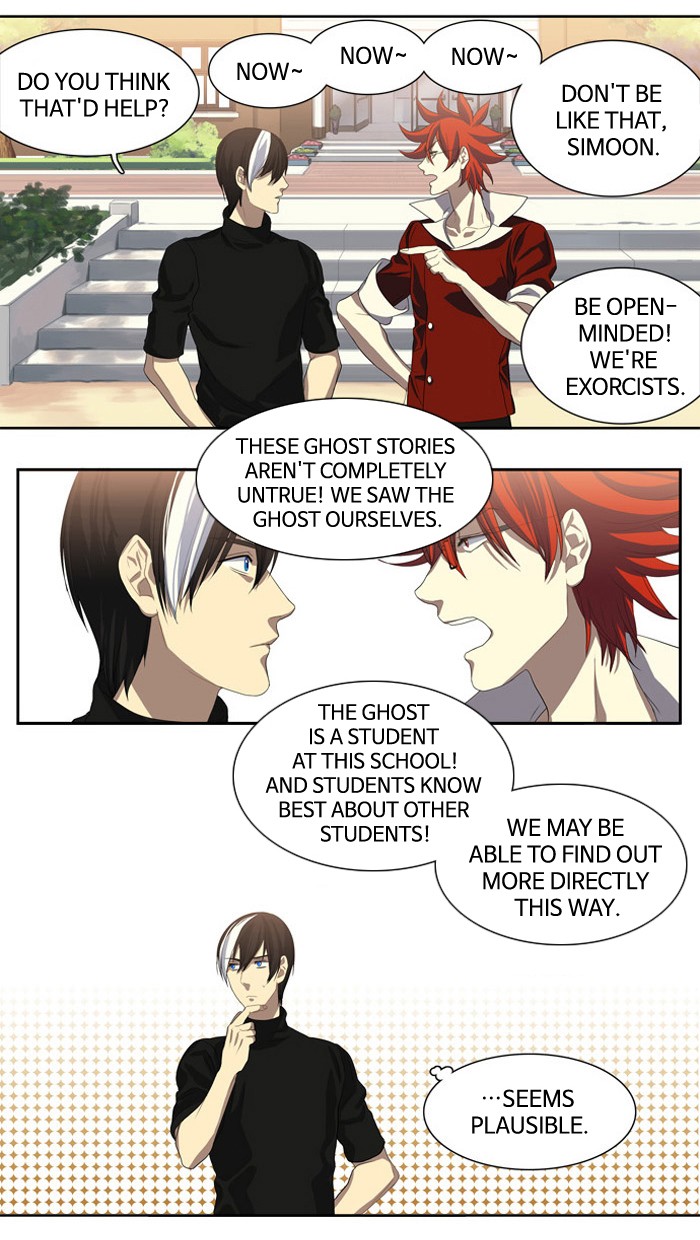 DO YOU THINK
THAT'D HELP?
NOW~
NOW~
NOW~
DON'T BE
LIKE THAT,
SIMOON.
BE OPEN-
MINDED!
WE'RE
EXORCISTS.
THESE GHOST STORIES
AREN'T COMPLETELY
UNTRUE! WE SAW THE
GHOST OURSELVES.
THE GHOST
IS A STUDENT
AT THIS SCHOOL!
AND STUDENTS KNOW
BEST ABOUT OTHER
STUDENTS!
WE MAY BE
ABLE TO FIND OUT
MORE DIRECTLY
THIS WAY.
…SEEMS
PLAUSIBLE.